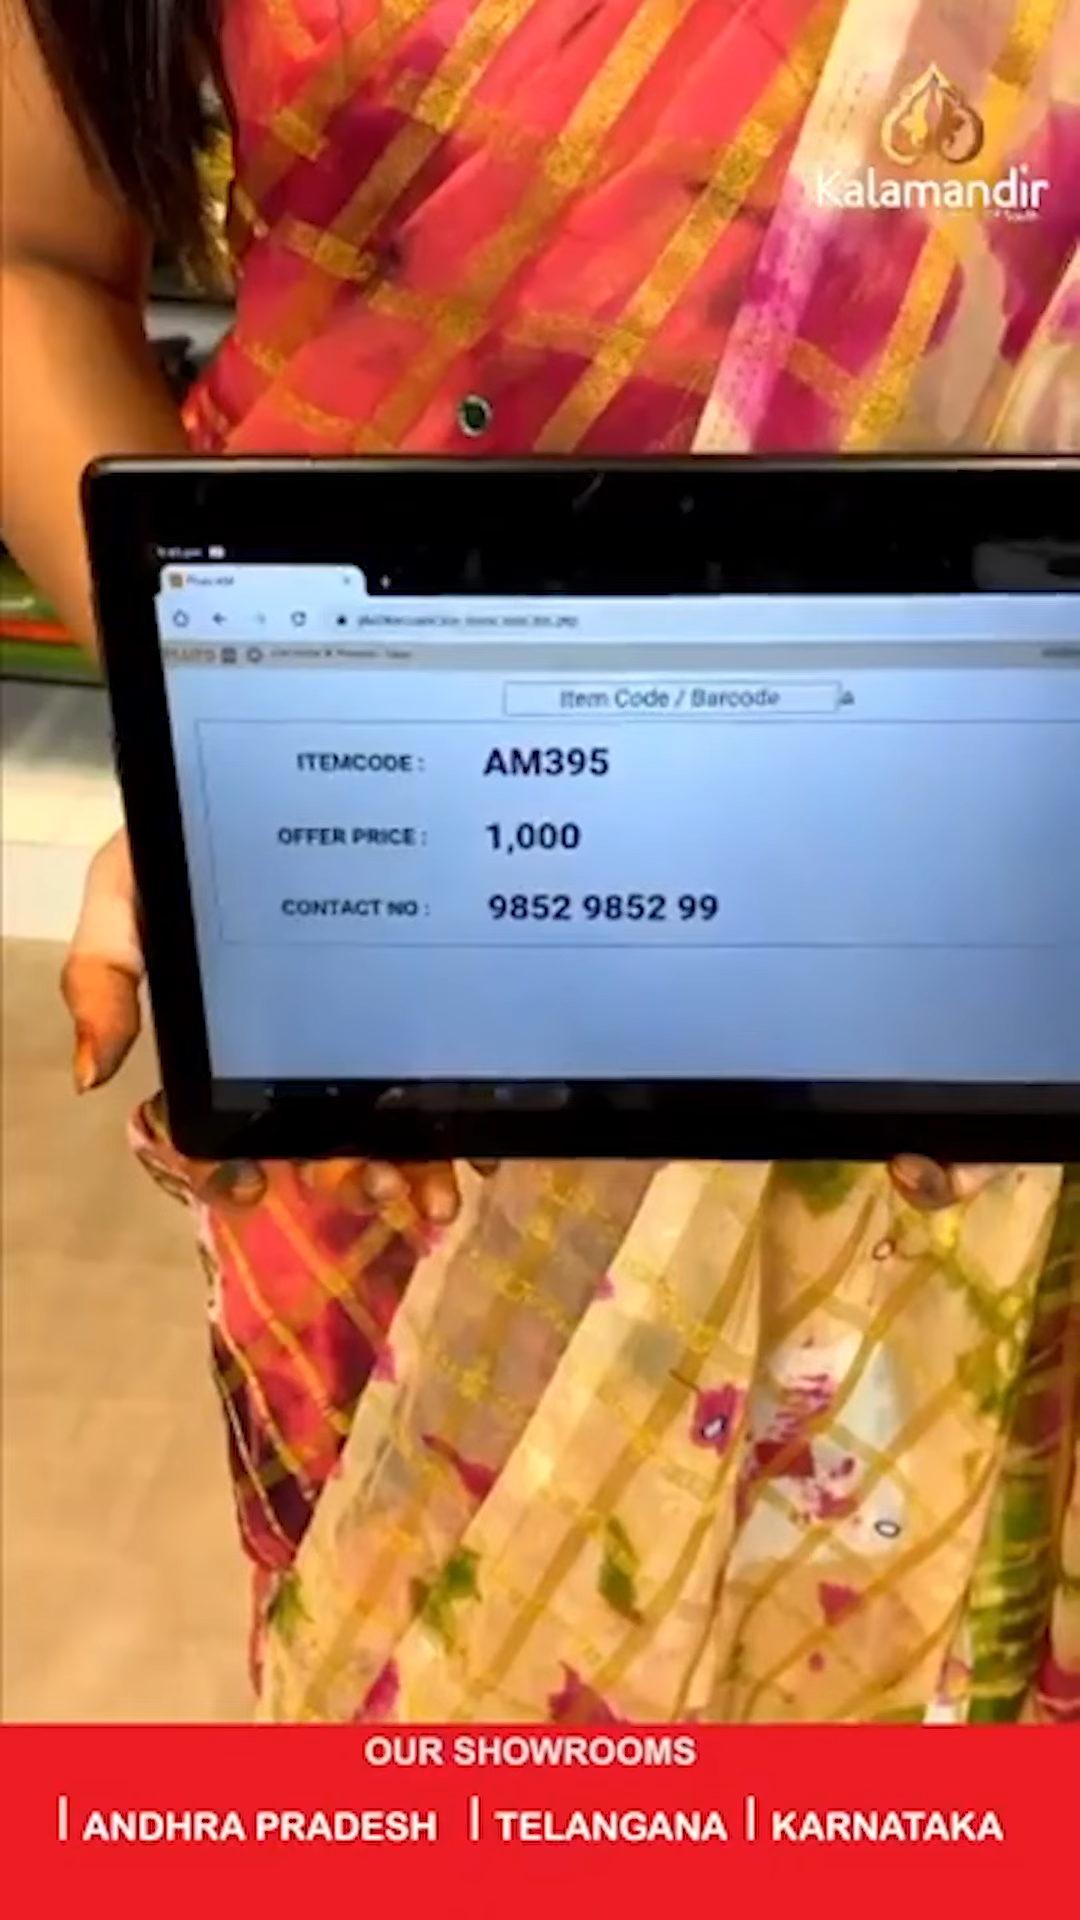 Kalamandir
Item Code / Barcode
ITEMCODE : AM395
OFFER PRICE : 1,000
CONTACT NO : 9852 9852 99
OUR SHOWROOMS
| ANDHRA PRADESH | TELANGANA | KARNATAKA